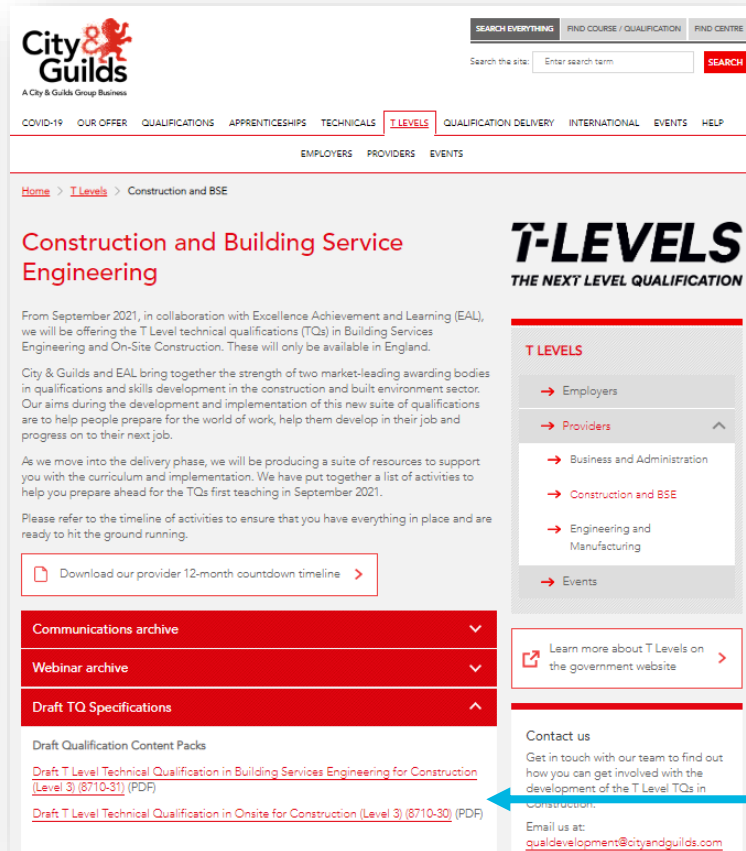 City&
Guilds
A City & Guilds Group Business
SEARCH EVERYTHING FIND COURSE / QUALIFICATION FIND CENTRE
Search the site: Enter search term SEARCH
COVID-19 OUR OFFER QUALIFICATIONS APPRENTICESHIPS TECHNICALS T LEVELS QUALIFICATION DELIVERY INTERNATIONAL EVENTS HELP
EMPLOYERS PROVIDERS EVENTS
Home > T Levels > Construction and BSE
Construction and Building Service
Engineering
From September 2021, in collaboration with Excellence Achievement and Learning (EAL),
we will be offering the T Level technical qualifications (TQs) in Building Services
Engineering and On-Site Construction. These will only be available in England.
City & Guilds and EAL bring together the strength of two market-leading awarding bodies
in qualifications and skills development in the construction and built environment sector.
Our aims during the development and implementation of this new suite of qualifications
are to help people prepare for the world of work, help them develop in their job and
progress on to their next job.
As we move into the delivery phase, we will be producing a suite of resources to support
you with the curriculum and implementation. We have put together a list of activities to
help you prepare ahead for the TQs first teaching in September 2021.
Please refer to the timeline of activities to ensure that you have everything in place and are
ready to hit the ground running.
Download our provider 12-month countdown timeline
Communications archive
Webinar archive
Draft TQ Specifications
Draft Qualification Content Packs
Draft T Level Technical Qualification in Building Services Engineering for Construction
(Level 3) (8710-31) (PDF)
Draft T Level Technical Qualification in Onsite for Construction (Level 3) (8710-30) (PDF)
T-LEVELS
THE NEXT LEVEL QUALIFICATION
T LEVELS
Employers
Providers
Business and Administration
Construction and BSE
Engineering and
Manufacturing
Events
Learn more about T Levels on
the government website
Contact us
Get in touch with our team to find out
how you can get involved with the
development of the T Level TQs in
Construction.
Email us at:
qualdevelopment@cityandguilds.com